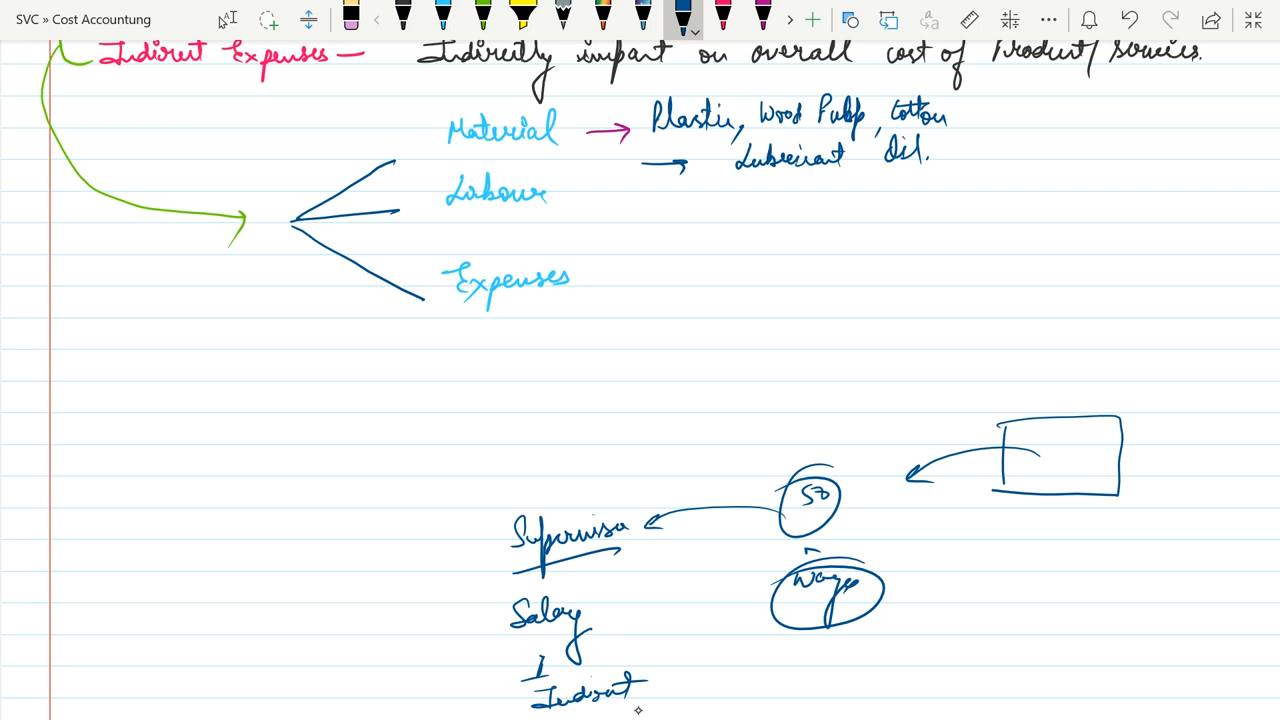 SVC » Cost Accountung
Indirect Expenses — Indirectly impact on overall cost of Product/services.
Material → Plastic, Wood Pulp, Cotton
→ Lubricant Oil.
Labour
Expenses
50
Supervisor
Wages
Salary
I
Indirect